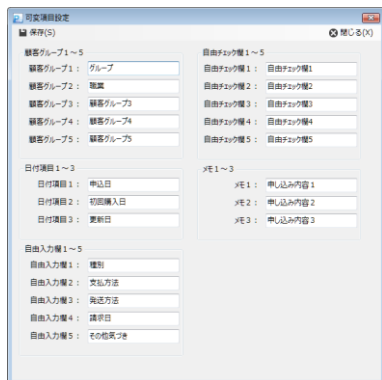 可変項目設定
保存(S)
閉じる(X)
顧客グループ1～5
顧客グループ1： グループ
顧客グループ2： 職業
顧客グループ3： 顧客グループ3
顧客グループ4： 顧客グループ4
顧客グループ5： 顧客グループ5
自由チェック欄1～5
自由チェック欄1： 自由チェック欄1
自由チェック欄2： 自由チェック欄2
自由チェック欄3： 自由チェック欄3
自由チェック欄4： 自由チェック欄4
自由チェック欄5： 自由チェック欄5
日付項目1～3
日付項目1： 申込日
日付項目2： 初回購入日
日付項目3： 更新日
メモ1～3
メモ1： 申し込み内容1
メモ2： 申し込み内容2
メモ3： 申し込み内容3
自由入力欄1～5
自由入力欄1： 種別
自由入力欄2： 支払方法
自由入力欄3： 発送方法
自由入力欄4： 請求日
自由入力欄5： その他気づき